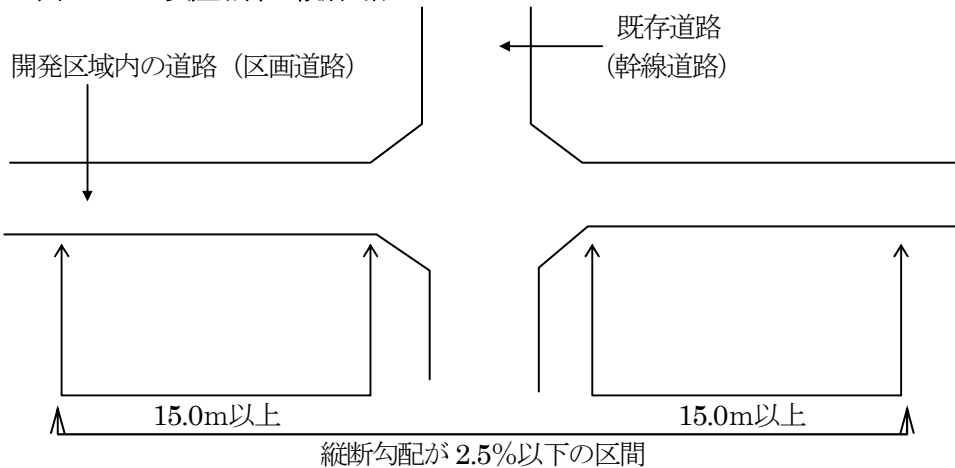 既存道路
(幹線道路)
開発区域内の道路（区画道路）
15.0m以上
15.0m以上
縦断勾配が 2.5%以下の区間